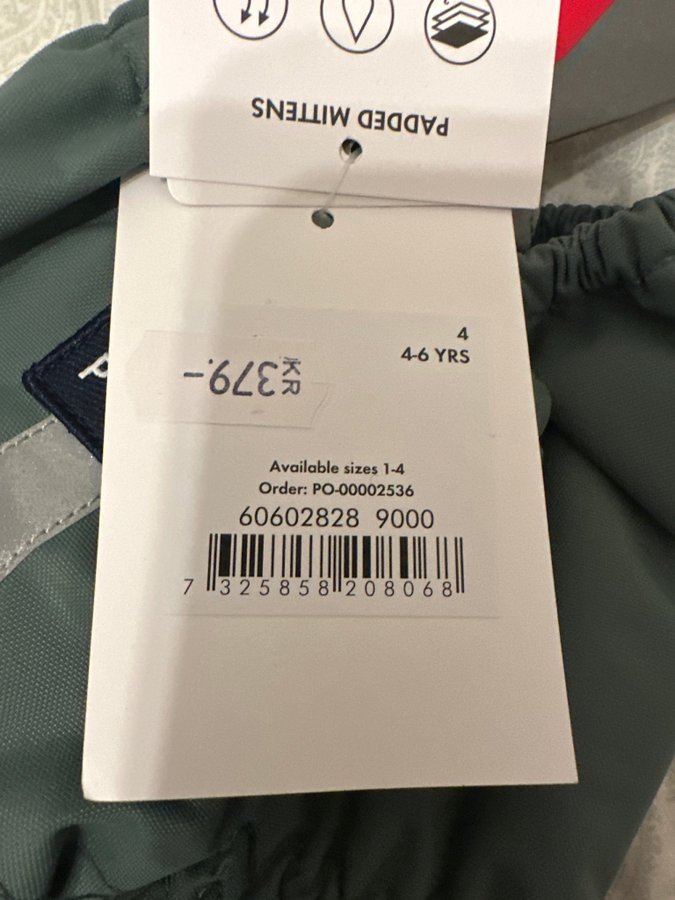 PADDED MITTENS
4
4-6 YRS
KR 379.-
Available sizes 1-4
Order: PO-00002536
60602828 9000
7 325858 208068
P